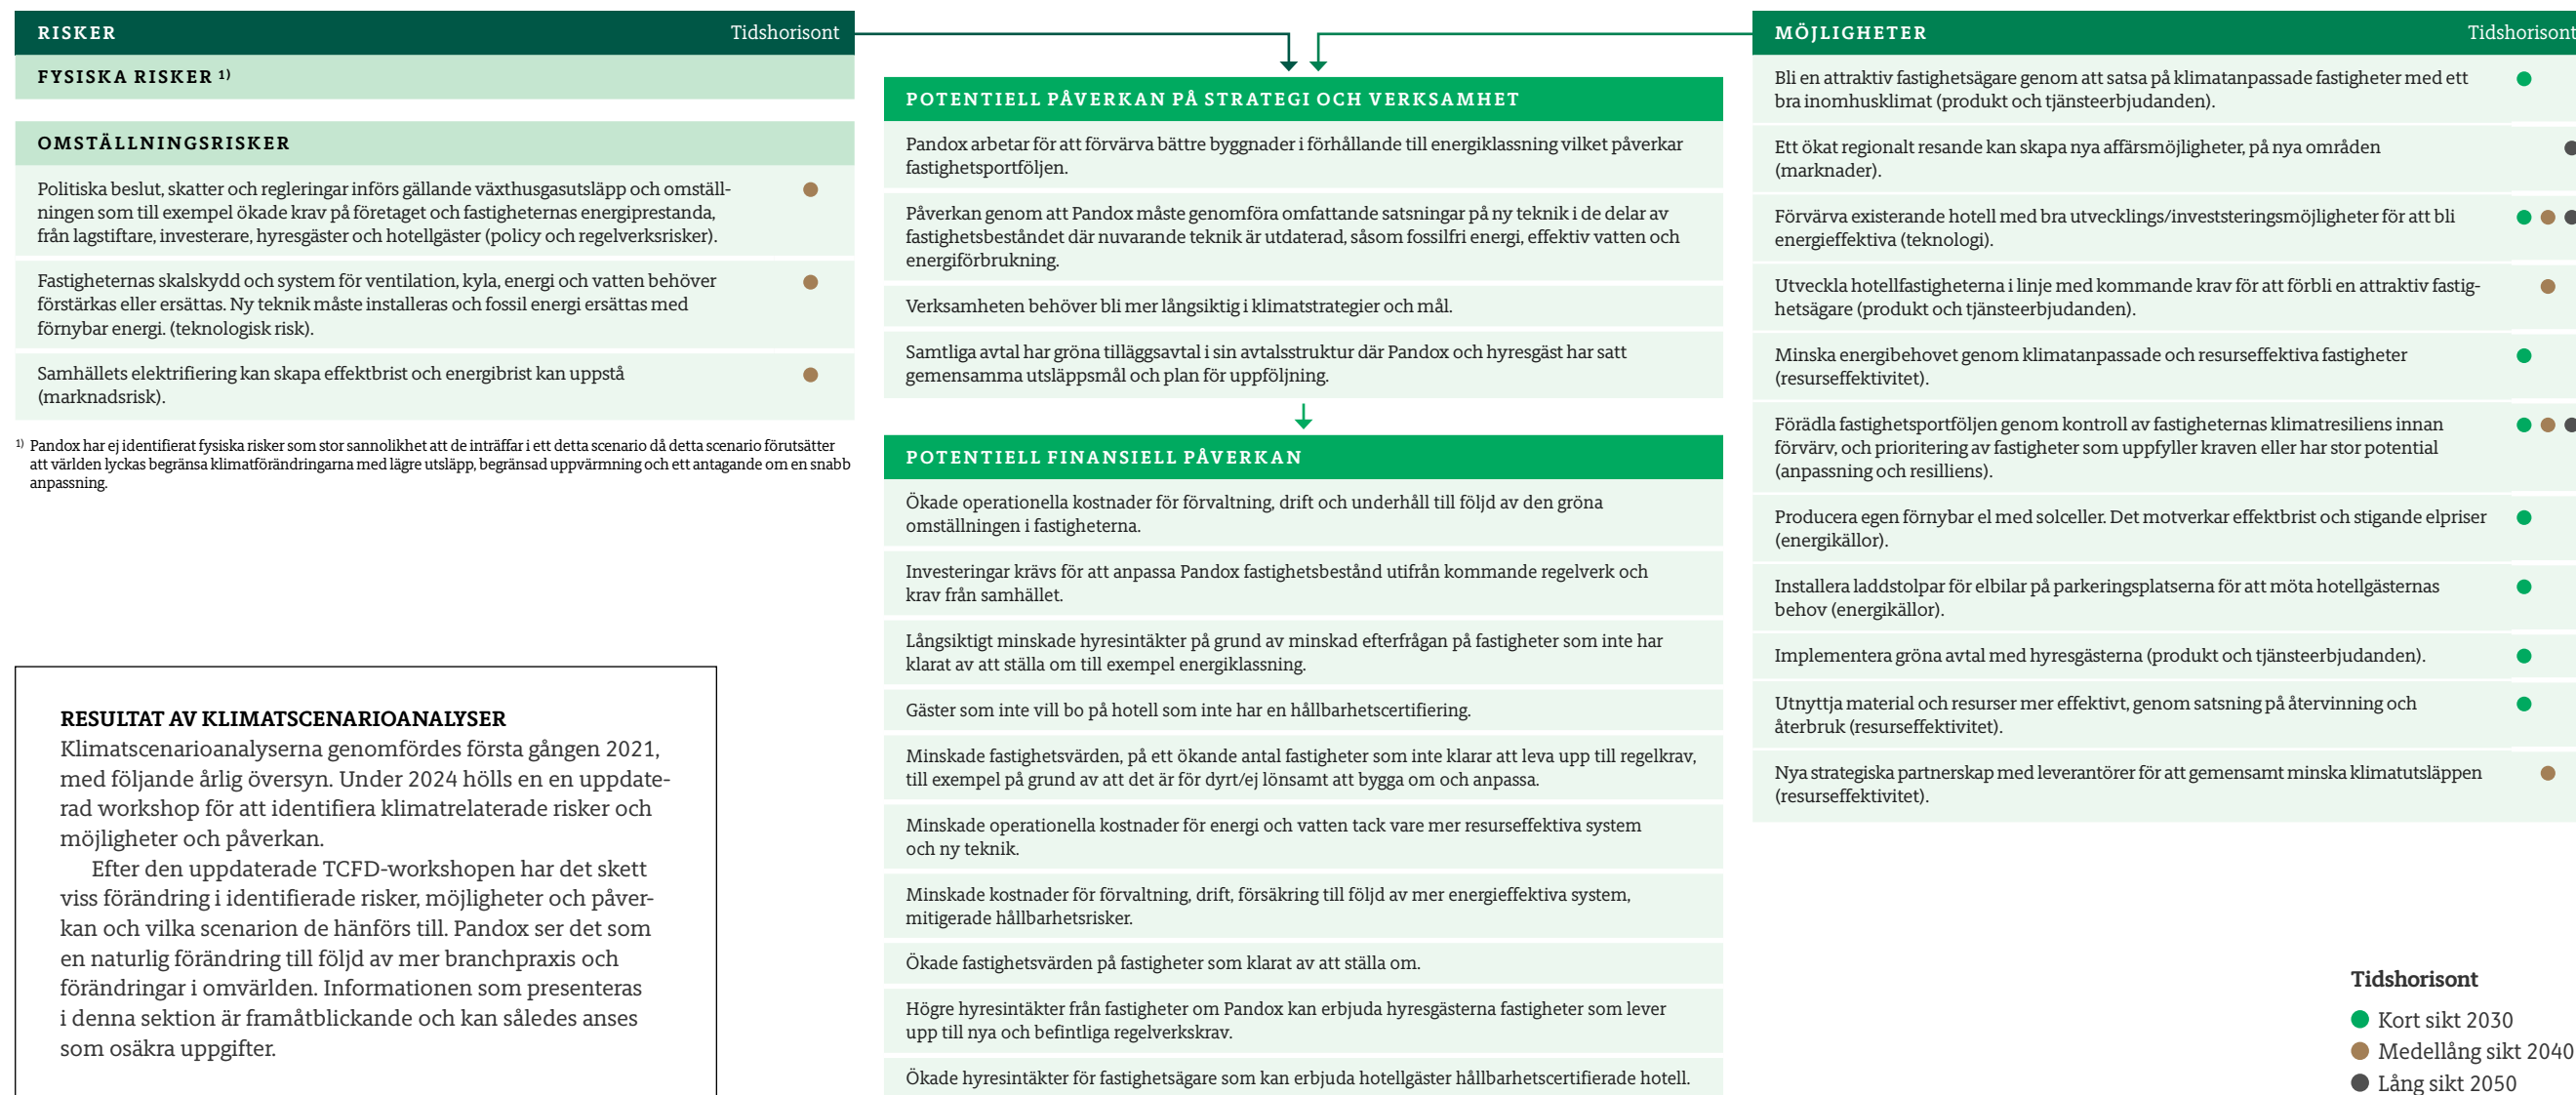 RISKER Tidshorisont
FYSISKA RISKER 1)
OMSTÄLLNINGSRISKER
Politiska beslut, skatter och regleringar införs gällande växthusgasutsläpp och omställ-
ningen som till exempel ökade krav på företaget och fastigheternas energiprestanda,
från lagstiftare, investerare, hyresgäster och hotellgäster (policy och regelverksrisker).
Fastigheternas skalskydd och system för ventilation, kyla, energi och vatten behöver
förstärkas eller ersättas. Ny teknik måste installeras och fossil energi ersättas med
förnybar energi. (teknologisk risk).
Samhällets elektrifiering kan skapa effektbrist och energibrist kan uppstå
(marknadsrisk).
1) Pandox har ej identifierat fysiska risker som stor sannolikhet att de inträffar i ett detta scenario då detta scenario förutsätter
att världen lyckas begränsa klimatförändringarna med lägre utsläpp, begränsad uppvärmning och ett antagande om en snabb
anpassning.
RESULTAT AV KLIMATSCENARIOANALYSER
Klimatscenarioanalyserna genomfördes första gången 2021,
med följande årlig översyn. Under 2024 hölls en en uppdate-
rad workshop för att identifiera klimatrelaterade risker och
möjligheter och påverkan.
Efter den uppdaterade TCFD-workshopen har det skett
viss förändring i identifierade risker, möjligheter och påver-
kan och vilka scenarion de hänförs till. Pandox ser det som
en naturlig förändring till följd av mer branchpraxis och
förändringar i omvärlden. Informationen som presenteras
i denna sektion är framåtblickande och kan således anses
som osäkra uppgifter.
POTENTIELL PÅVERKAN PÅ STRATEGI OCH VERKSAMHET
Pandox arbetar för att förvärva bättre byggnader i förhållande till energiklassning vilket påverkar
fastighetsportföljen.
Påverkan genom att Pandox måste genomföra omfattande satsningar på ny teknik i de delar av
fastighetsbeståndet där nuvarande teknik är utdaterad, såsom fossilfri energi, effektiv vatten och
energiförbrukning.
Verksamheten behöver bli mer långsiktig i klimatstrategier och mål.
Samtliga avtal har gröna tilläggsavtal i sin avtalsstruktur där Pandox och hyresgäst har satt
gemensamma utsläppsmål och plan för uppföljning.
POTENTIELL FINANSIELL PÅVERKAN
Ökade operationella kostnader för förvaltning, drift och underhåll till följd av den gröna
omställningen i fastigheterna.
Investeringar krävs för att anpassa Pandox fastighetsbestånd utifrån kommande regelverk och
krav från samhället.
Långsiktigt minskade hyresintäkter på grund av minskad efterfrågan på fastigheter som inte har
klarat av att ställa om till exempel energiklassning.
Gäster som inte vill bo på hotell som inte har en hållbarhetscertifiering.
Minskade fastighetsvärden, på ett ökande antal fastigheter som inte klarar att leva upp till regelkrav,
till exempel på grund av att det är för dyrt/ej lönsamt att bygga om och anpassa.
Minskade operationella kostnader för energi och vatten tack vare mer resurseffektiva system
och ny teknik.
Minskade kostnader för förvaltning, drift, försäkring till följd av mer energieffektiva system,
mitigerade hållbarhetsrisker.
Ökade fastighetsvärden på fastigheter som klarat av att ställa om.
Högre hyresintäkter från fastigheter om Pandox kan erbjuda hyresgästerna fastigheter som lever
upp till nya och befintliga regelverkskrav.
Ökade hyresintäkter för fastighetsägare som kan erbjuda hotellgäster hållbarhetscertifierade hotell.
MÖJLIGHETER Tidshorisont
Bli en attraktiv fastighetsägare genom att satsa på klimatanpassade fastigheter med ett
bra inomhusklimat (produkt och tjänsteerbjudanden).
Ett ökat regionalt resande kan skapa nya affärsmöjligheter, på nya områden
(marknader).
Förvärva existerande hotell med bra utvecklings/investsteringsmöjligheter för att bli
energieffektiva (teknologi).
Utveckla hotellfastigheterna i linje med kommande krav för att förbli en attraktiv fastig-
hetsägare (produkt och tjänsteerbjudanden).
Minska energibehovet genom klimatanpassade och resurseffektiva fastigheter
(resurseffektivitet).
Förädla fastighetsportföljen genom kontroll av fastigheternas klimatresiliens innan
förvärv, och prioritering av fastigheter som uppfyller kraven eller har stor potential
(anpassning och resilliens).
Producera egen förnybar el med solceller. Det motverkar effektbrist och stigande elpriser
(energikällor).
Installera laddstolpar för elbilar på parkeringsplatserna för att möta hotellgästernas
behov (energikällor).
Implementera gröna avtal med hyresgästerna (produkt och tjänsteerbjudanden).
Utnyttja material och resurser mer effektivt, genom satsning på återvinning och
återbruk (resurseffektivitet).
Nya strategiska partnerskap med leverantörer för att gemensamt minska klimatutsläppen
(resurseffektivitet).
Tidshorisont
Kort sikt 2030
Medellång sikt 2040
Lång sikt 2050